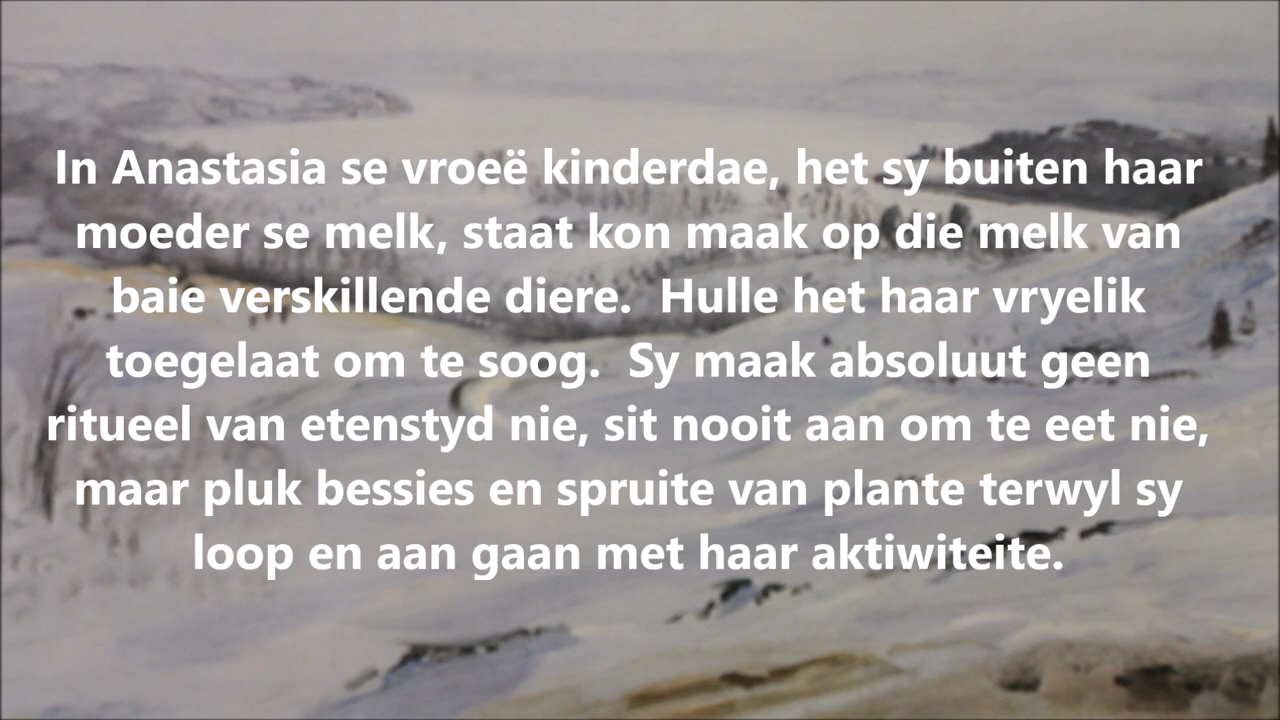 In Anastasia se vroeë kinderdae, het sy buiten haar
moeder se melk, staat kon maak op die melk van
baie verskillende diere.  Hulle het haar vryelik
toegelaat om te soog.  Sy maak absoluut geen
ritueel van etenstyd nie, sit nooit aan om te eet nie,
maar pluk bessies en spruite van plante terwyl sy
loop en aan gaan met haar aktiwiteite.